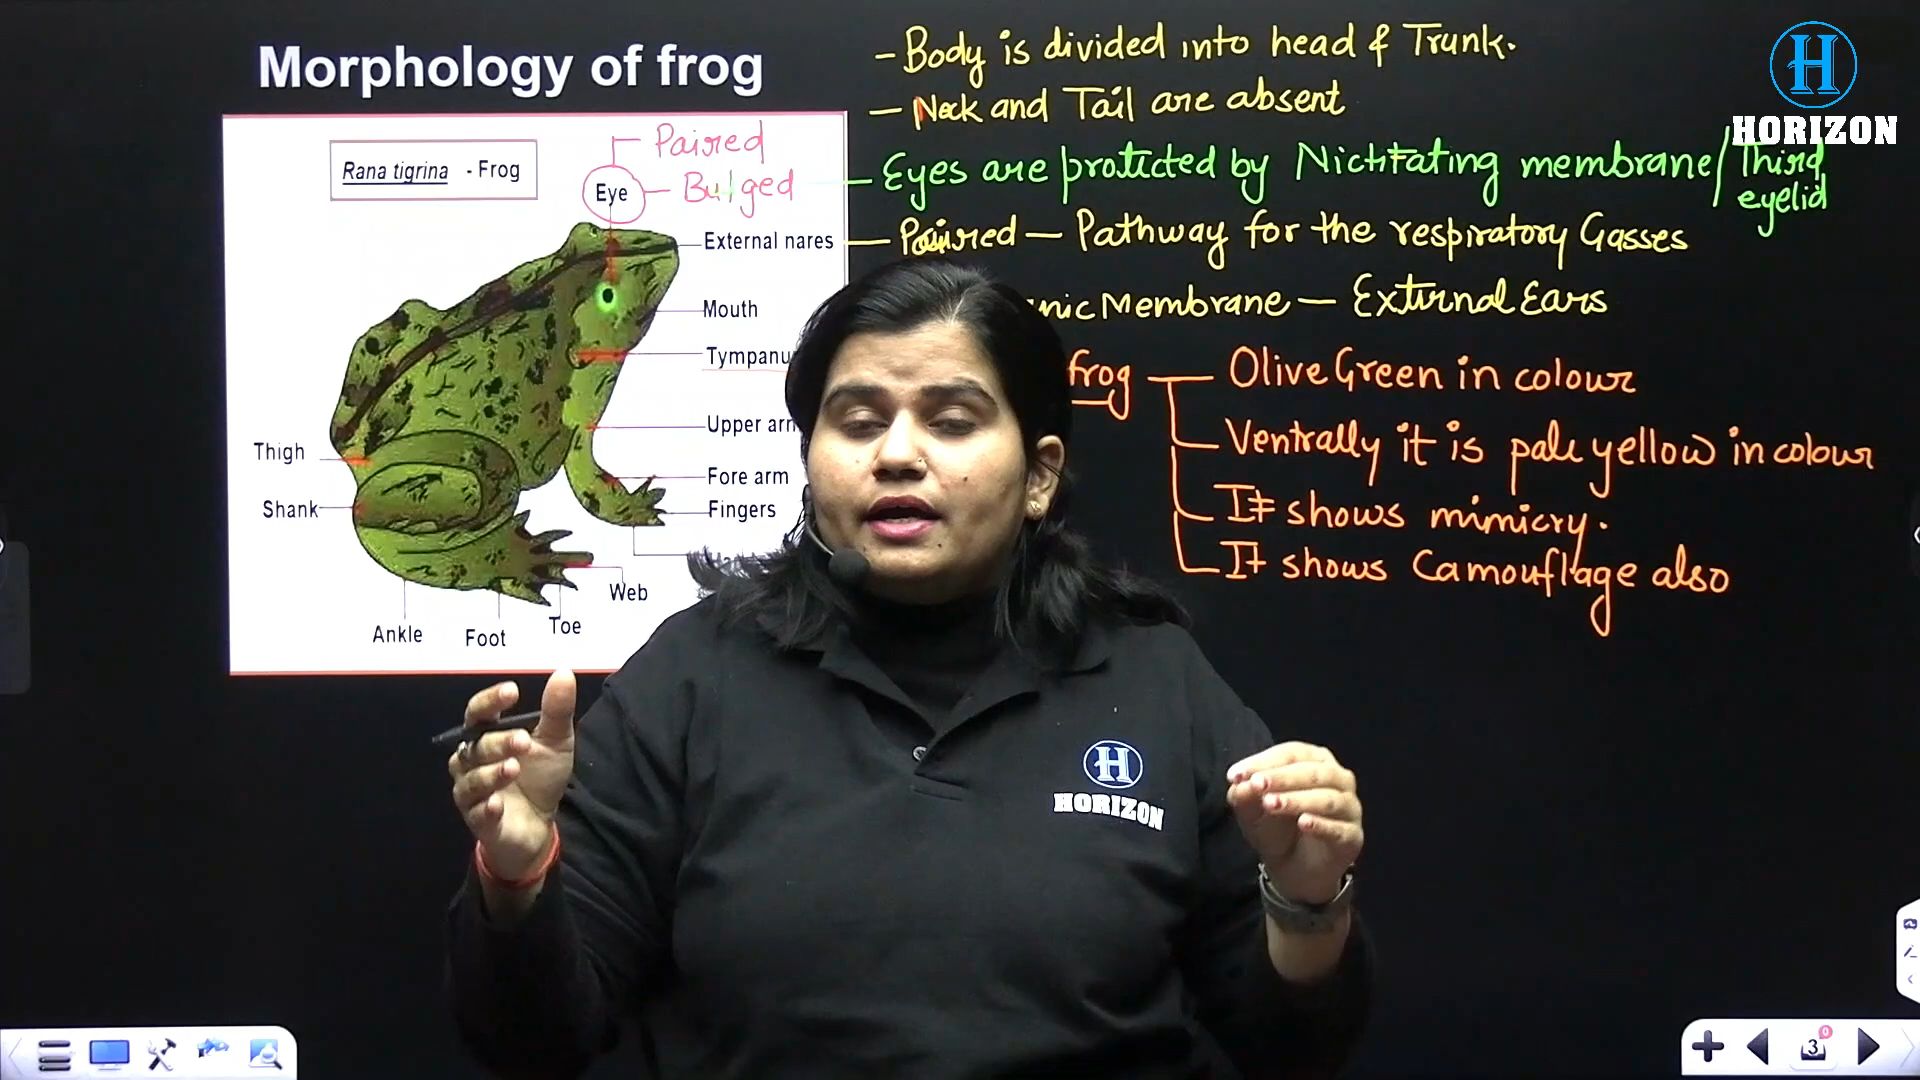 Morphology of frog
Rana tigrina - Frog
Paired
Bulged
Eye
External nares
Mouth
Upper
Fore arm
Fingers
Web
Toe
Foot
Ankle
Shank
Thigh
- Body is divided into head & Trunk.
- Neck and Tail are absent
- Eyes are protected by Nictitating membrane/Third
eyelid
- Paired - Pathway for the respiratory Gasses
Membrane - External Ears
frog - Olive Green in colour
Ventrally it is pale yellow in colour
It shows mimicry.
It shows Camouflage also
H
HORIZON
H
HORIZON
3
0